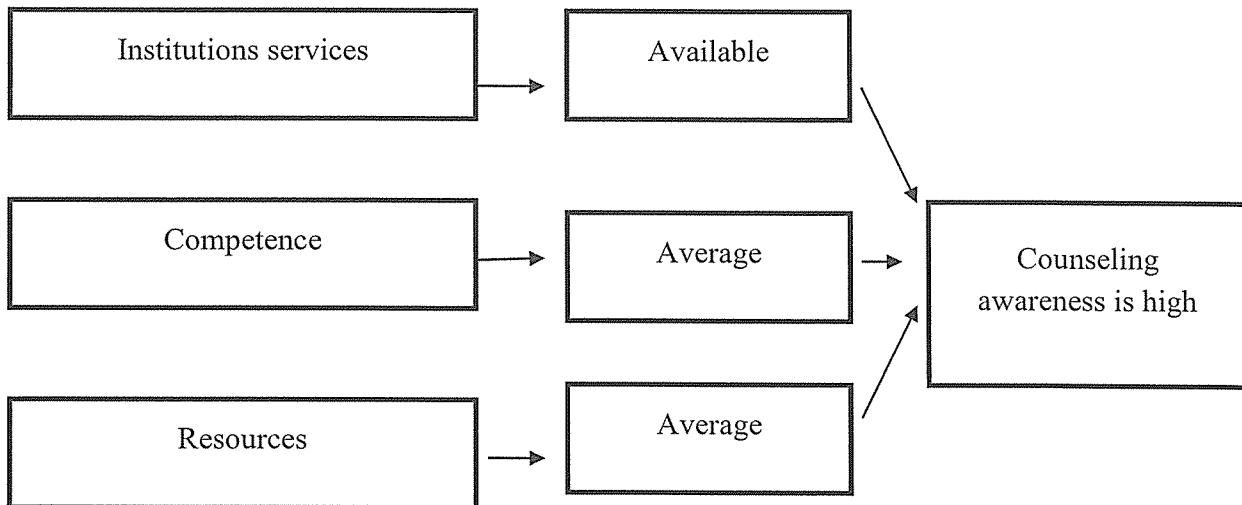 Institutions services
Available
Competence
Average
Counseling
awareness is high
Resources
Average